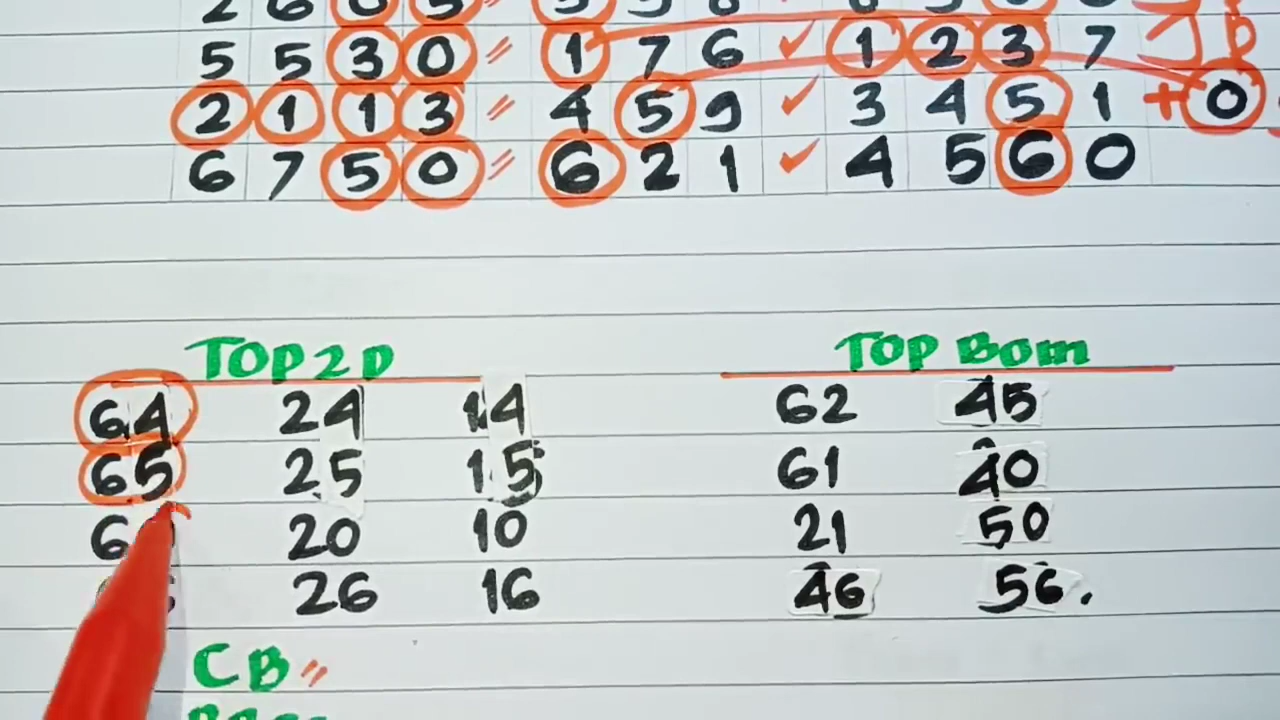 5 5 3 0 " 1 7 6 ✓ 1 2 3 7
2 1 1 3 " 4 5 9 ✓ 3 4 5 1 + 0
6 7 5 0 " 6 2 1 ✓ 4 5 6 0
TOP 2D TOP Bom
64 24 14 62 45
65 25 15 61 40
20 10 21 50
26 16 46 56.
CB "